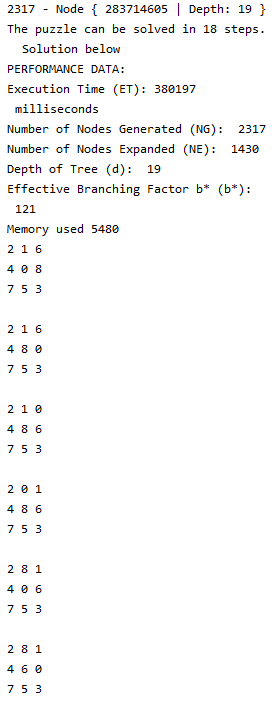 2317 - Node { 283714605 | Depth: 19 }
The puzzle can be solved in 18 steps.
Solution below
PERFORMANCE DATA:
Execution Time (ET): 380197
milliseconds
Number of Nodes Generated (NG):  2317
Number of Nodes Expanded (NE):  1430
Depth of Tree (d):  19
Effective Branching Factor b* (b*):
121
Memory used 5480
2 1 6
4 0 8
7 5 3

2 1 6
4 8 0
7 5 3

2 1 0
4 8 6
7 5 3

2 0 1
4 8 6
7 5 3

2 8 1
4 0 6
7 5 3

2 8 1
4 6 0
7 5 3